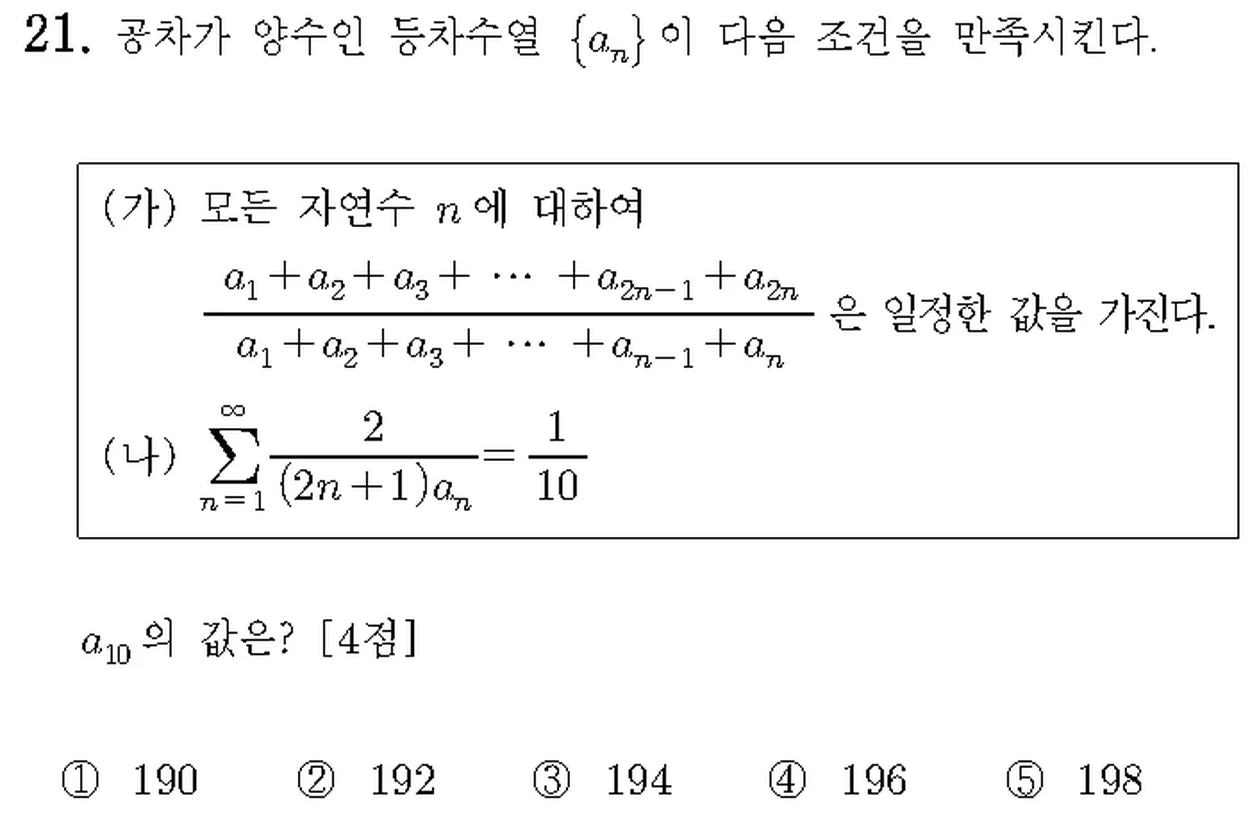 21. 공차가 양수인 등차수열 {aₙ}이 다음 조건을 만족시킨다.
(가) 모든 자연수 n에 대하여
(a₁+a₂+a₃+ ⋯ +a₂ₙ₋₁+a₂ₙ)/(a₁+a₂+a₃+ ⋯ +aₙ₋₁+aₙ) 은 일정한 값을 가진다.
(나) ∑_{n=1}^{∞} 2/((2n+1)aₙ) = 1/10
a₁₀의 값은? [4점]
① 190 ② 192 ③ 194 ④ 196 ⑤ 198